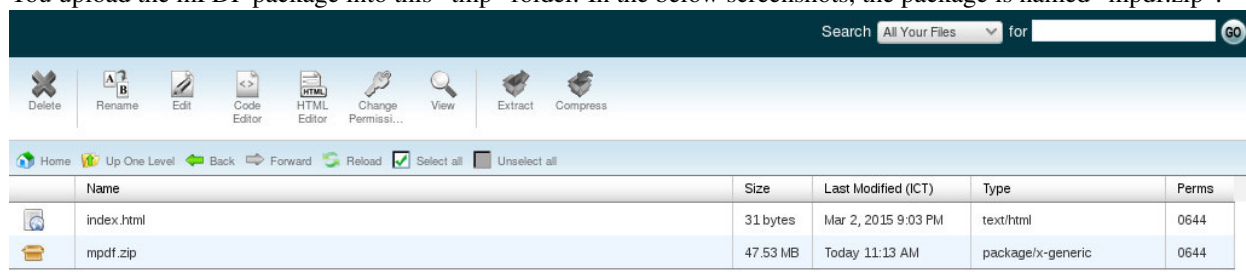 You upload the mPDF package into this "tmp" folder. In the below screenshots, the package is named "mpdf.zip".
Search All Your Files for GO
Delete Rename Edit Code Editor HTML Editor Change Permissi... View Extract Compress
Home Up One Level Back Forward Reload Select all Unselect all
Name Size Last Modified (ICT) Type Perms
index.html 31 bytes Mar 2, 2015 9:03 PM text/html 0644
mpdf.zip 47.53 MB Today 11:13 AM package/x-generic 0644